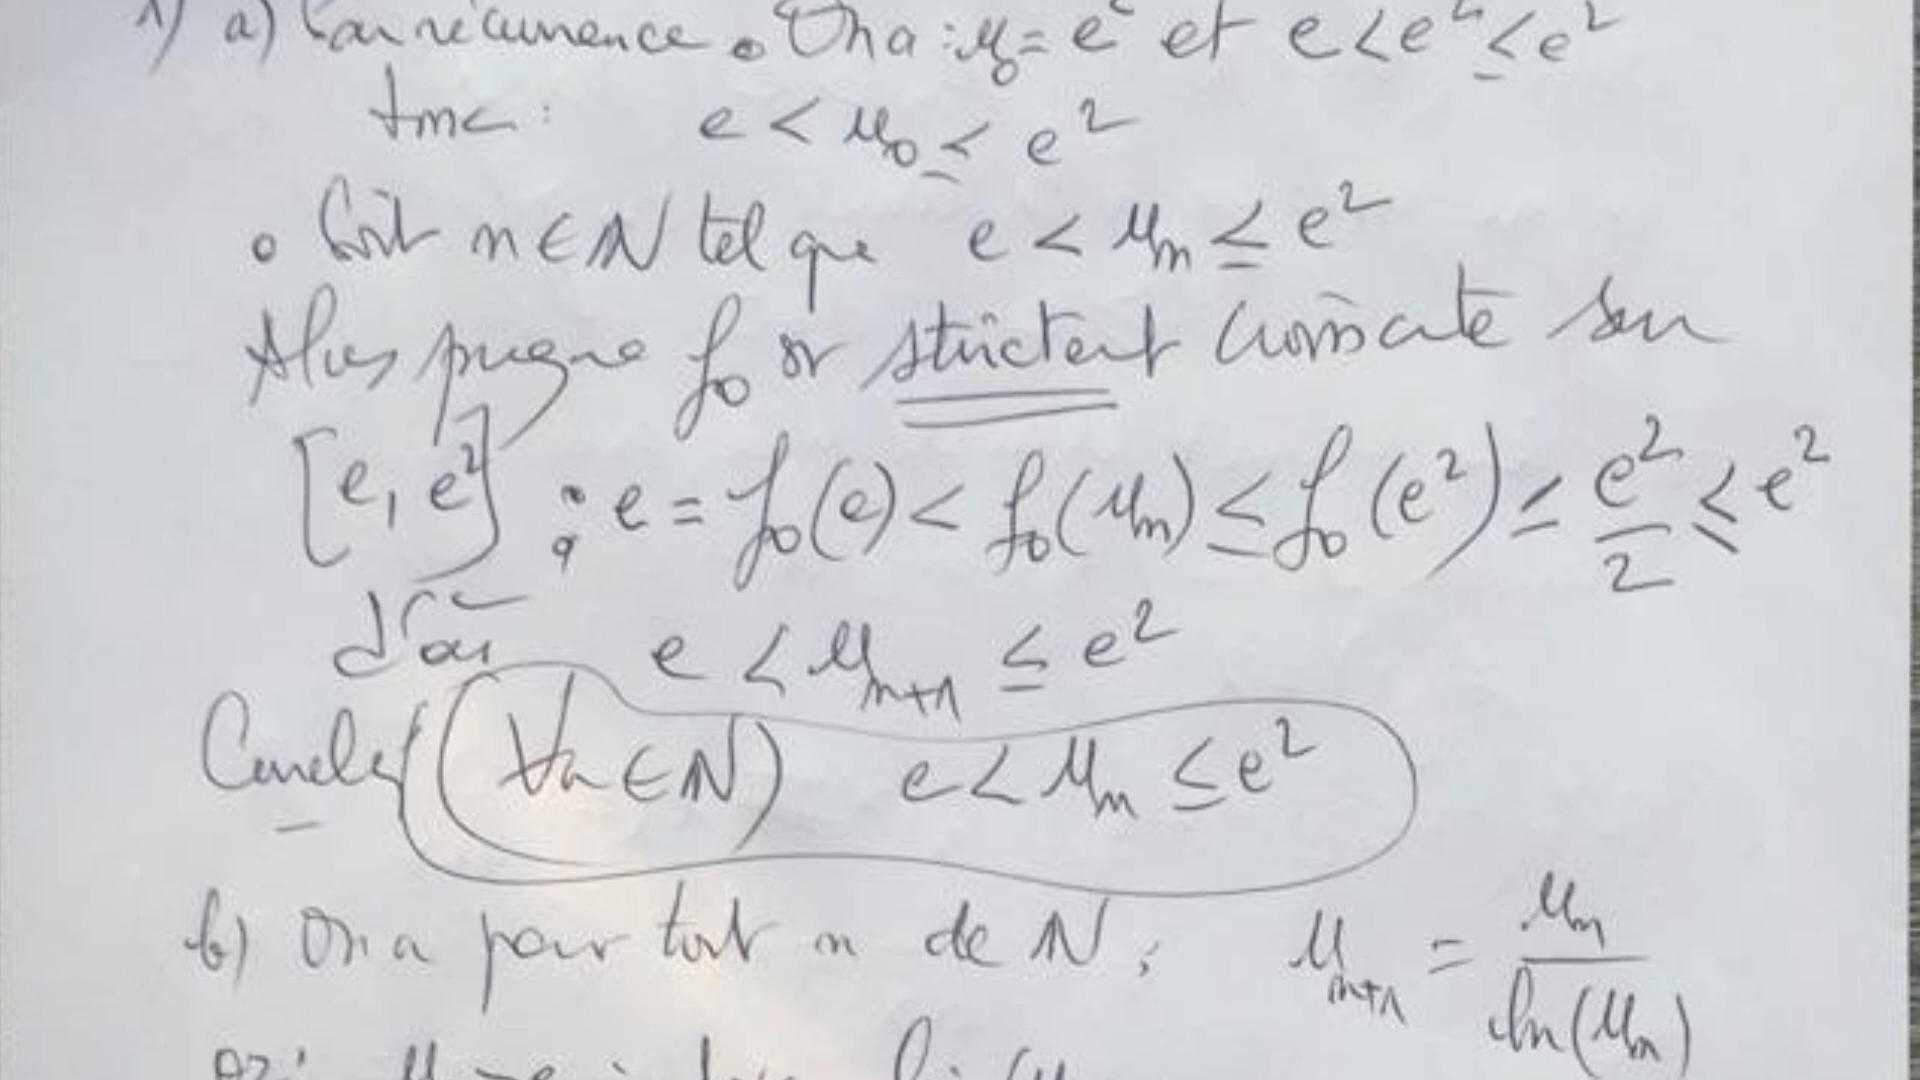 1) a) Par récurrence • On a : u₀ = e² et e < e² ≤ e²
donc : e < u₀ ≤ e²
• Soit n ∈ ℕ tel que e < uₙ ≤ e²
Alors puisque f₀ est strictent croissante sur
[e, e²] ; e = f₀(e) < f₀(uₙ) ≤ f₀(e²) ≤ e²/2 ≤ e²
d'où e < uₙ₊₁ ≤ e²
Concl (∀n ∈ ℕ) e < uₙ ≤ e²
b) On a pour tout n de ℕ ; uₙ₊₁ = uₙ/ln(uₙ)